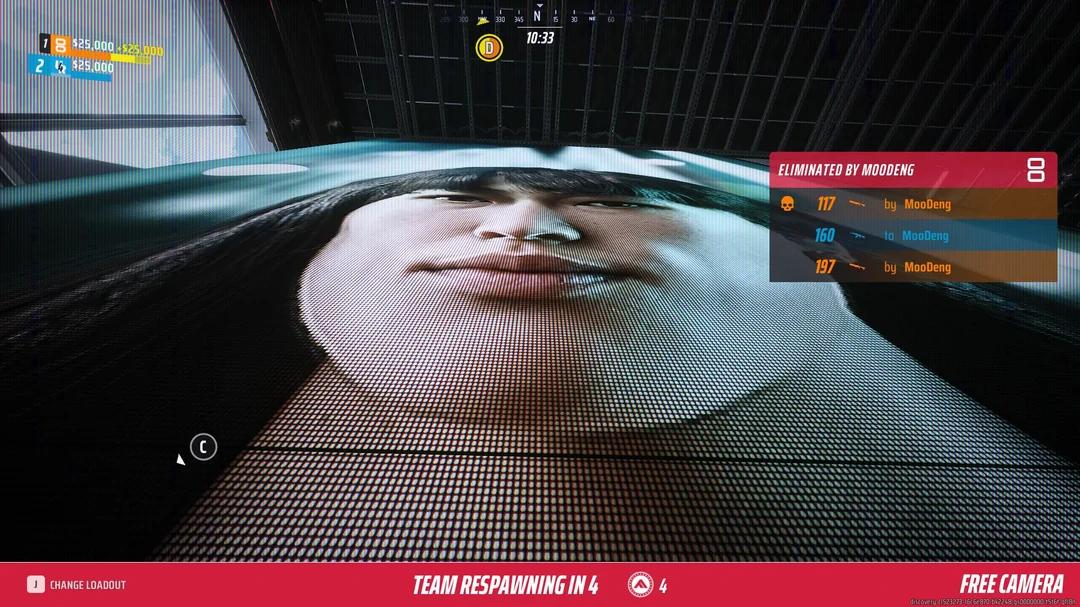 285 300 NW 330 345 N 15 30 NE 60
10:33
D
1 $25,000 +$25,000
2 $25,000
ELIMINATED BY MOODENG
117 by MooDeng
160 to MooDeng
197 by MooDeng
C
J CHANGE LOADOUT
TEAM RESPAWNING IN 4
4
FREE CAMERA